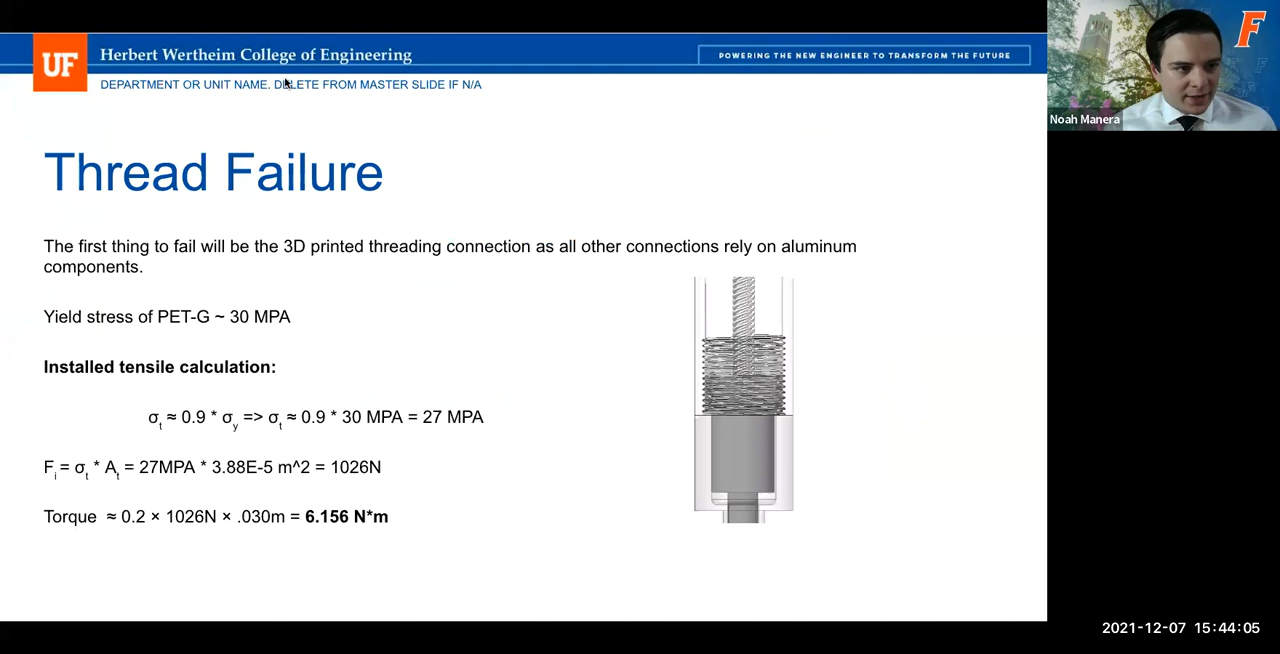 UF
Herbert Wertheim College of Engineering
POWERING THE NEW ENGINEER TO TRANSFORM THE FUTURE
DEPARTMENT OR UNIT NAME. DELETE FROM MASTER SLIDE IF N/A
F
Noah Manera
Thread Failure
The first thing to fail will be the 3D printed threading connection as all other connections rely on aluminum
components.
Yield stress of PET-G ~ 30 MPA
Installed tensile calculation:
σt ≈ 0.9 * σy => σt ≈ 0.9 * 30 MPA = 27 MPA
Fi = σt * At = 27MPA * 3.88E-5 m^2 = 1026N
Torque ≈ 0.2 × 1026N × .030m = 6.156 N*m
2021-12-07 15:44:05